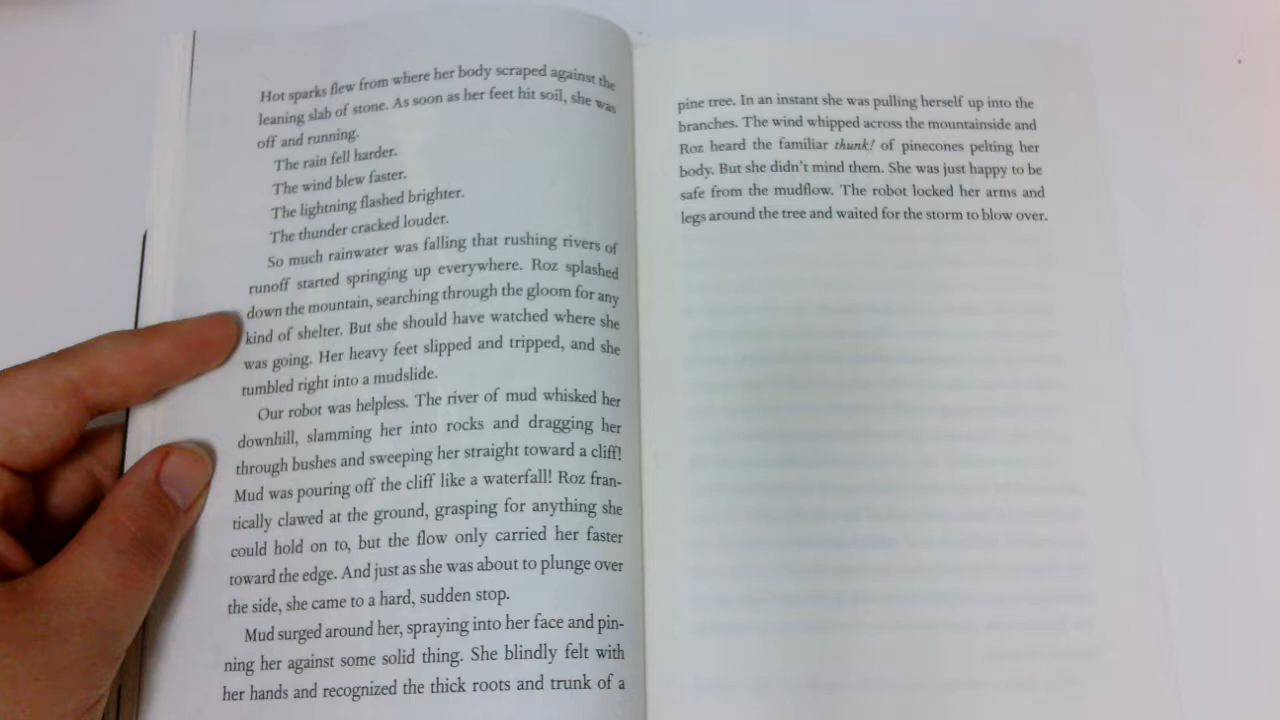 Hot sparks flew from where her body scraped against the
leaning slab of stone. As soon as her feet hit soil, she was
off and running.
The rain fell harder.
The wind blew faster.
The lightning flashed brighter.
The thunder cracked louder.
So much rainwater was falling that rushing rivers of
runoff started springing up everywhere. Roz splashed
down the mountain, searching through the gloom for any
kind of shelter. But she should have watched where she
was going. Her heavy feet slipped and tripped, and she
tumbled right into a mudslide.
Our robot was helpless. The river of mud whisked her
downhill, slamming her into rocks and dragging her
through bushes and sweeping her straight toward a cliff!
Mud was pouring off the cliff like a waterfall! Roz fran-
tically clawed at the ground, grasping for anything she
could hold on to, but the flow only carried her faster
toward the edge. And just as she was about to plunge over
the side, she came to a hard, sudden stop.
Mud surged around her, spraying into her face and pin-
ning her against some solid thing. She blindly felt with
her hands and recognized the thick roots and trunk of a
pine tree. In an instant she was pulling herself up into the
branches. The wind whipped across the mountainside and
Roz heard the familiar thunk! of pinecones pelting her
body. But she didn't mind them. She was just happy to be
safe from the mudflow. The robot locked her arms and
legs around the tree and waited for the storm to blow over.